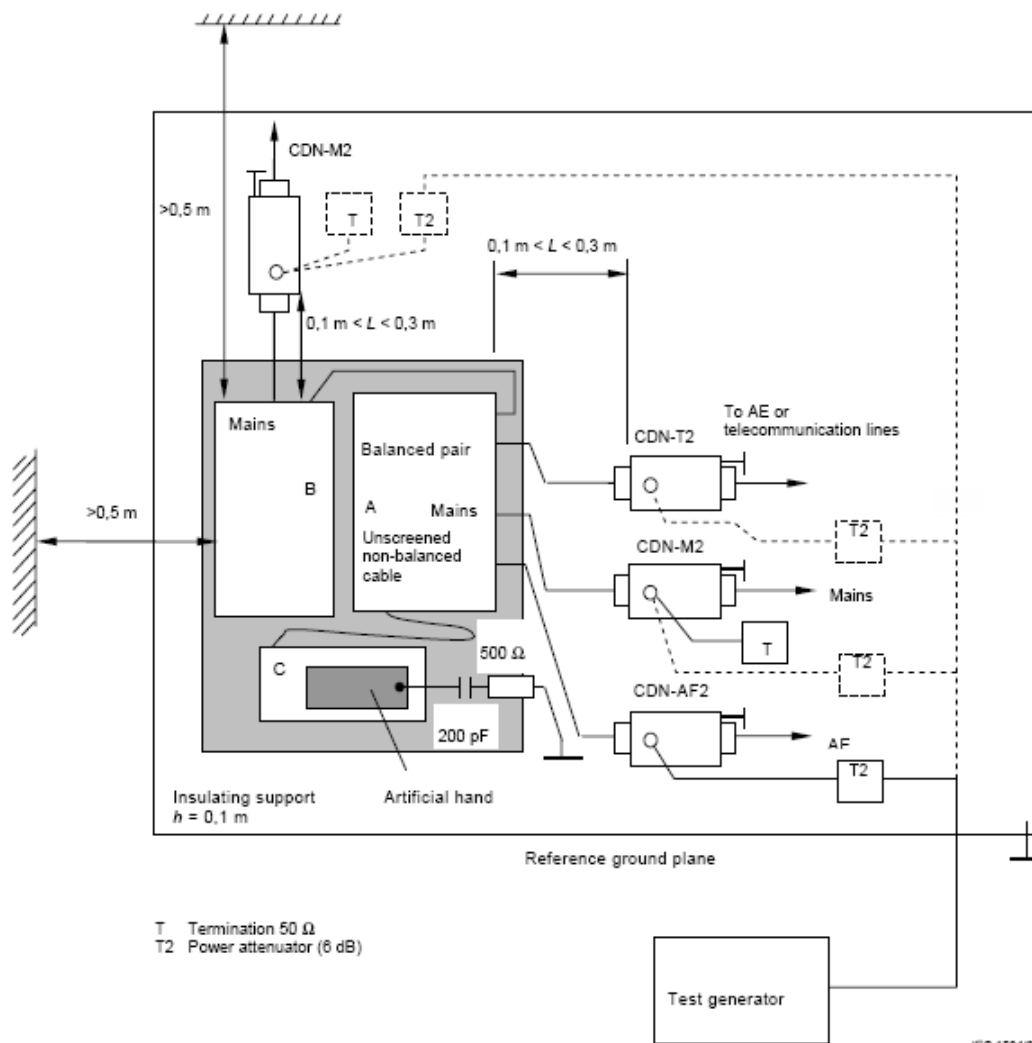 CDN-M2
>0,5 m
T
T2
0,1 m < L < 0,3 m
0,1 m < L < 0,3 m
Mains
B
Balanced pair
A
Mains
Unscreened
non-balanced
cable
To AE or
telecommunication lines
CDN-T2
T2
>0,5 m
CDN-M2
Mains
T
T2
C
500 Ω
200 pF
CDN-AF2
AE
T2
Insulating support
h = 0,1 m
Artificial hand
Reference ground plane
T Termination 50 Ω
T2 Power attenuator (6 dB)
Test generator